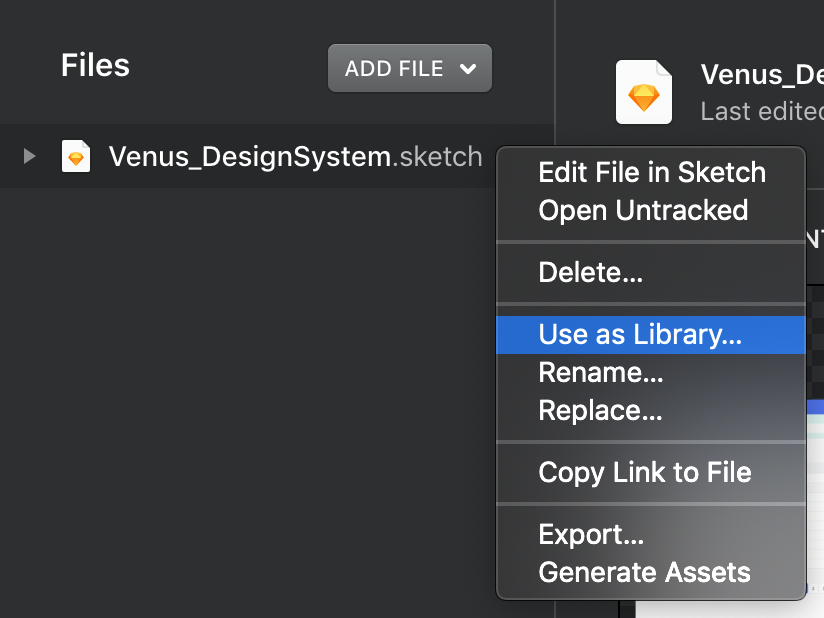 Files
ADD FILE
Venus_DesignSystem.sketch
Last edited
Edit File in Sketch
Open Untracked
Delete...
Use as Library...
Rename...
Replace...
Copy Link to File
Export...
Generate Assets